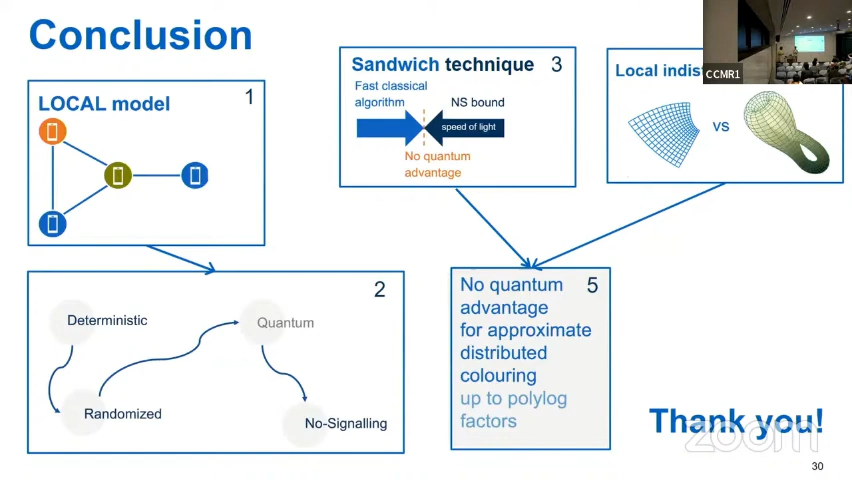 Conclusion
LOCAL model
1
Sandwich technique
3
Fast classical
algorithm
NS bound
speed of light
No quantum
advantage
Local
CCMR1
VS
2
Deterministic
Quantum
Randomized
No-Signalling
No quantum
5
advantage
for approximate
distributed
colouring
up to polylog
factors
Thank you!
zoom
30